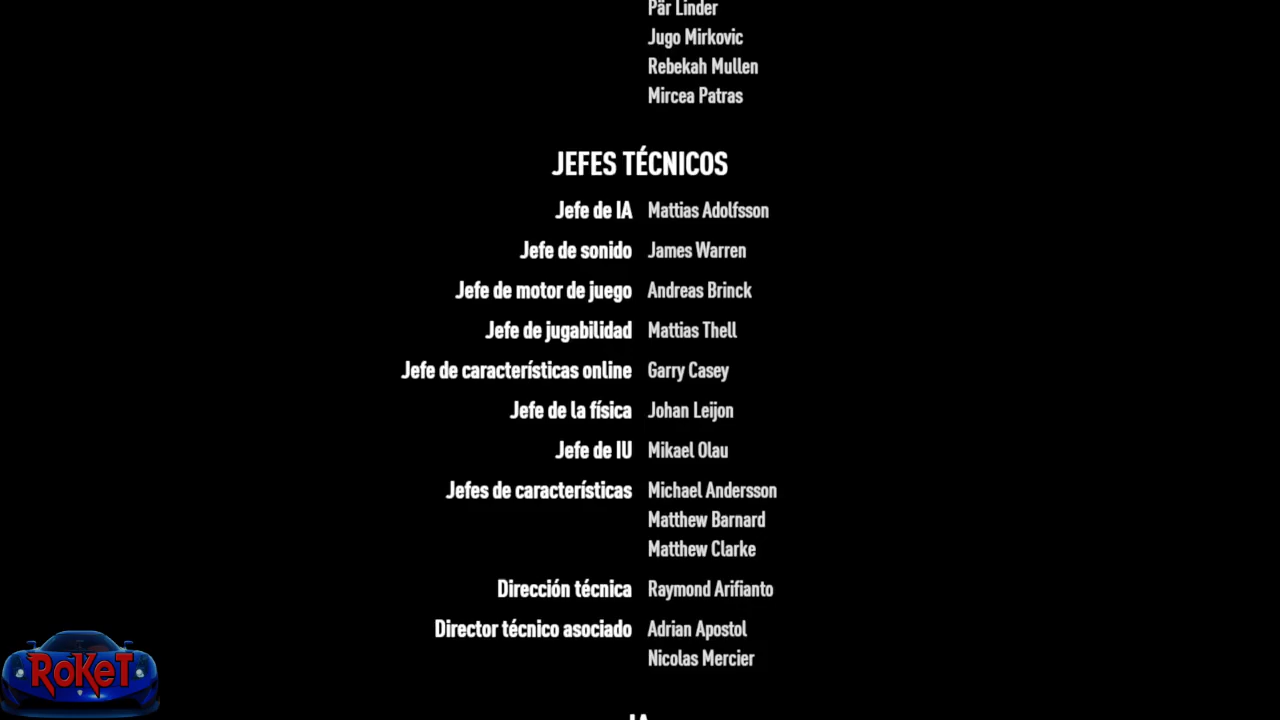 Pär Linder
Jugo Mirkovic
Rebekah Mullen
Mircea Patras
JEFES TÉCNICOS
Jefe de IA Mattias Adolfsson
Jefe de sonido James Warren
Jefe de motor de juego Andreas Brinck
Jefe de jugabilidad Mattias Thell
Jefe de características online Garry Casey
Jefe de la física Johan Leijon
Jefe de IU Mikael Olau
Jefes de características Michael Andersson
Matthew Barnard
Matthew Clarke
Dirección técnica Raymond Arifianto
Director técnico asociado Adrian Apostol
Nicolas Mercier
RoKeT
IA